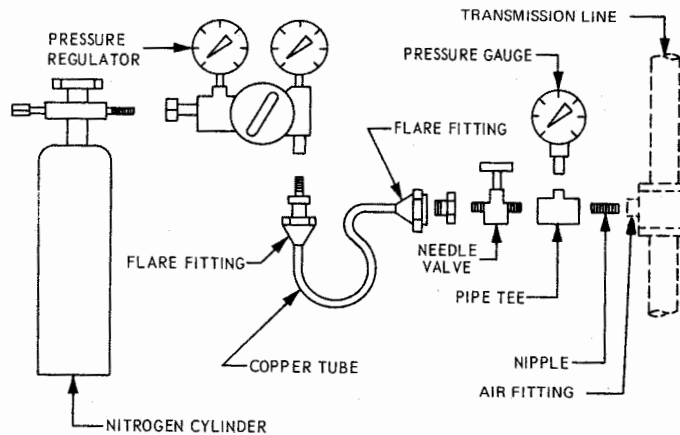 TRANSMISSION LINE
PRESSURE
REGULATOR
PRESSURE GAUGE
FLARE FITTING
FLARE FITTING
NEEDLE
VALVE
PIPE TEE
COPPER TUBE
NIPPLE
AIR FITTING
NITROGEN CYLINDER